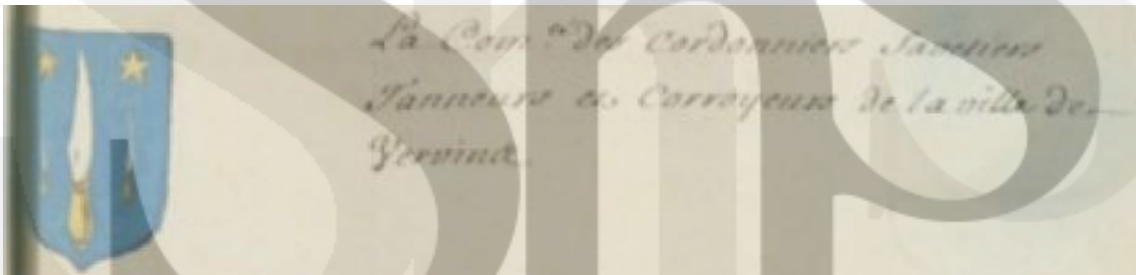 La Com.té des Cordonniers Savetiers
Tanneurs et Corroyeurs de la ville de
Vervins